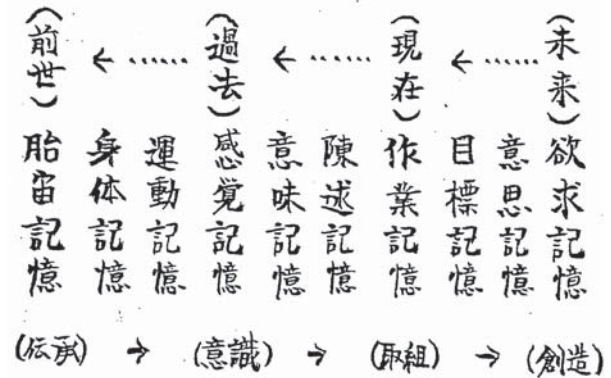 （未来）欲求記憶
……意思記憶
←目標記憶
（現在）作業記憶
……陳述記憶
←意味記憶
（過去）感覚記憶
……運動記憶
←身体記憶
（前世）胎宙記憶
(伝承) → (意識) → (取組) → (創造)